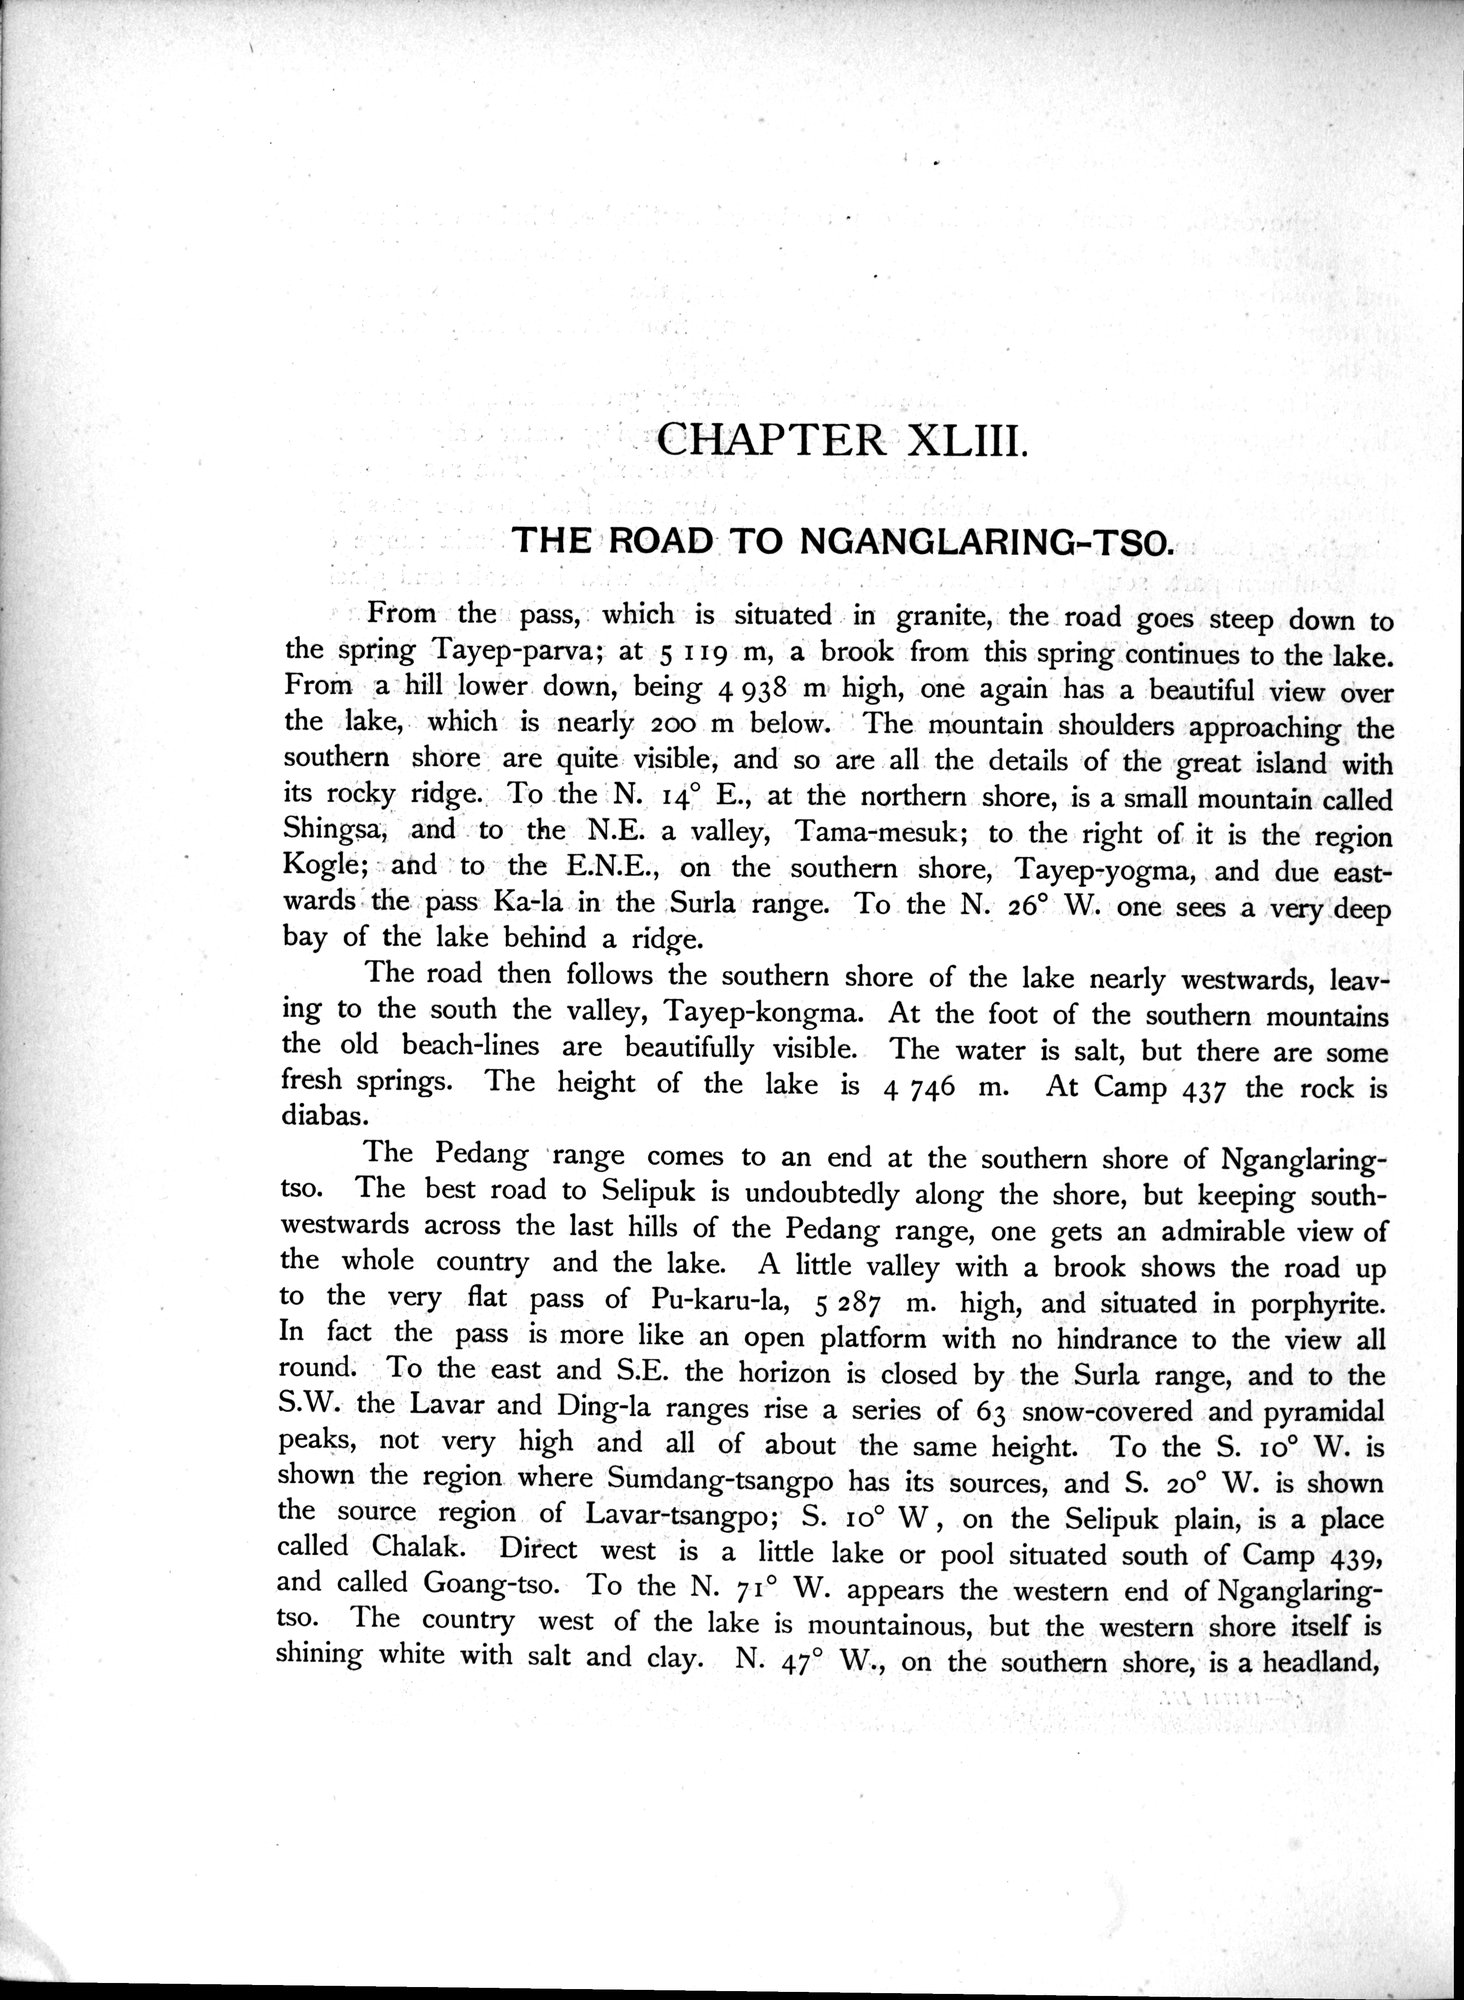 CHAPTER XLIII.
THE ROAD TO NGANGLARING-TSO.
From the pass, which is situated in granite, the road goes steep down to
the spring Tayep-parva; at 5 119 m, a brook from this spring continues to the lake.
From a hill lower down, being 4 938 m high, one again has a beautiful view over
the lake, which is nearly 200 m below. The mountain shoulders approaching the
southern shore are quite visible, and so are all the details of the great island with
its rocky ridge. To the N. 14° E., at the northern shore, is a small mountain called
Shingsa, and to the N.E. a valley, Tama-mesuk; to the right of it is the region
Kogle; and to the E.N.E., on the southern shore, Tayep-yogma, and due east-
wards the pass Ka-la in the Surla range. To the N. 26° W. one sees a very deep
bay of the lake behind a ridge.
The road then follows the southern shore of the lake nearly westwards, leav-
ing to the south the valley, Tayep-kongma. At the foot of the southern mountains
the old beach-lines are beautifully visible. The water is salt, but there are some
fresh springs. The height of the lake is 4 746 m. At Camp 437 the rock is
diabas.
The Pedang range comes to an end at the southern shore of Nganglaring-
tso. The best road to Selipuk is undoubtedly along the shore, but keeping south-
westwards across the last hills of the Pedang range, one gets an admirable view of
the whole country and the lake. A little valley with a brook shows the road up
to the very flat pass of Pu-karu-la, 5 287 m. high, and situated in porphyrite.
In fact the pass is more like an open platform with no hindrance to the view all
round. To the east and S.E. the horizon is closed by the Surla range, and to the
S.W. the Lavar and Ding-la ranges rise a series of 63 snow-covered and pyramidal
peaks, not very high and all of about the same height. To the S. 10° W. is
shown the region where Sumdang-tsangpo has its sources, and S. 20° W. is shown
the source region of Lavar-tsangpo; S. 10° W, on the Selipuk plain, is a place
called Chalak. Direct west is a little lake or pool situated south of Camp 439,
and called Goang-tso. To the N. 71° W. appears the western end of Nganglaring-
tso. The country west of the lake is mountainous, but the western shore itself is
shining white with salt and clay. N. 47° W., on the southern shore, is a headland,